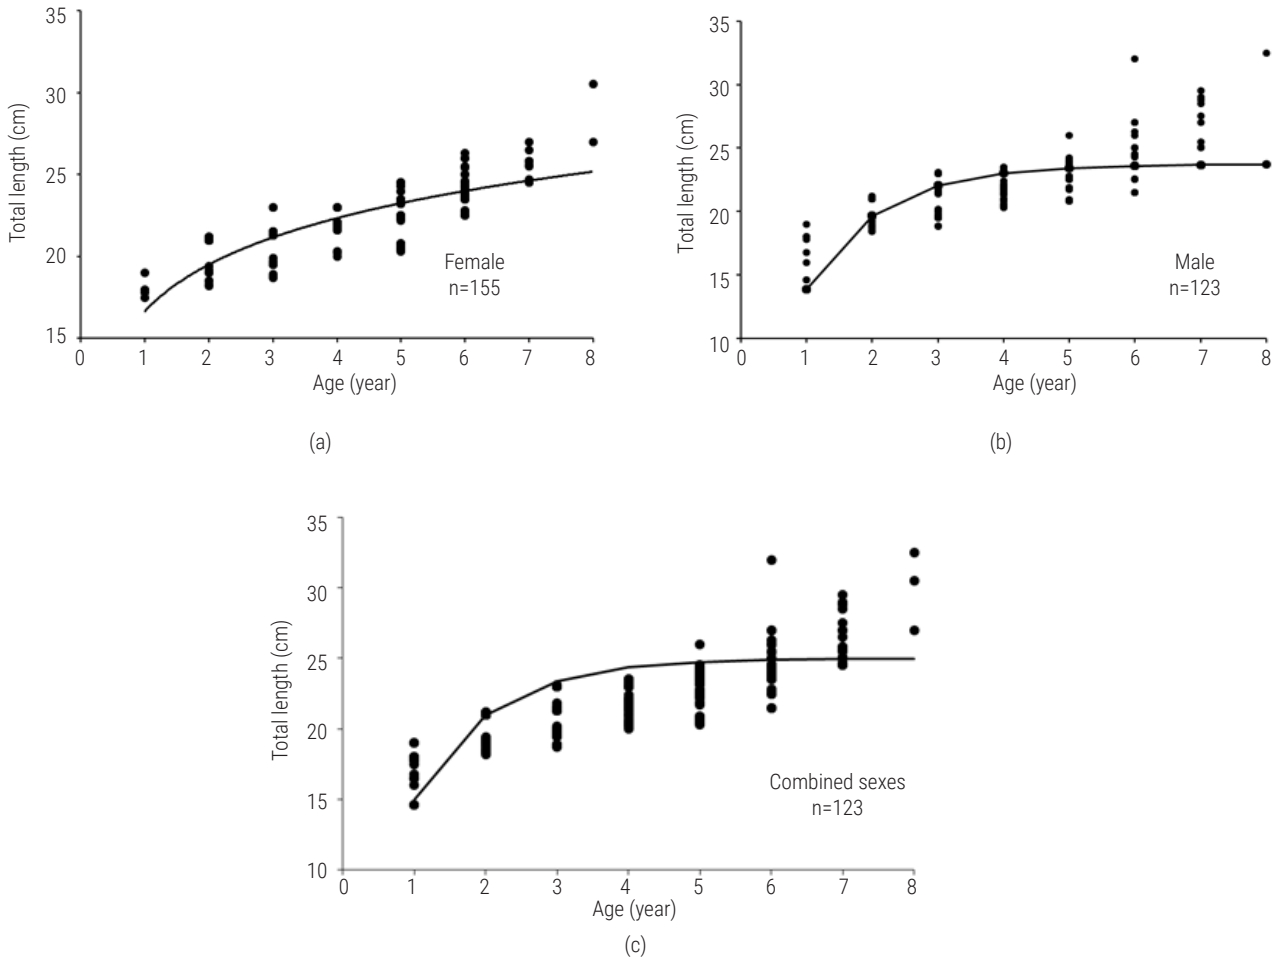 35
30
25
20
15
Total length (cm)
Female
n=155
0 1 2 3 4 5 6 7 8
Age (year)
(a)
35
30
25
20
15
10
Total length (cm)
Male
n=123
0 1 2 3 4 5 6 7 8
Age (year)
(b)
35
30
25
20
15
10
Total length (cm)
Combined sexes
n=123
0 1 2 3 4 5 6 7 8
Age (year)
(c)